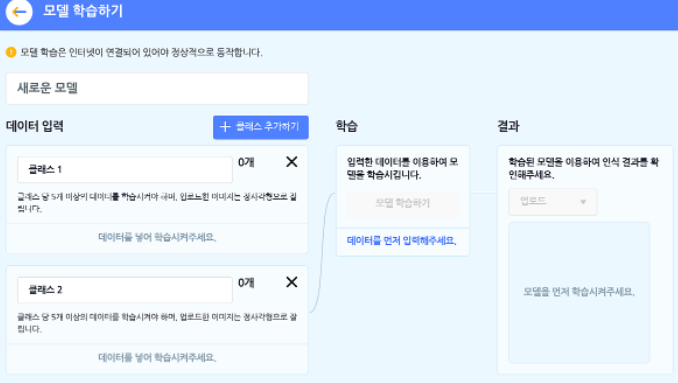 모델 학습하기
모델 학습은 인터넷이 연결되어 있어야 정상적으로 동작합니다.
새로운 모델
데이터 입력
+ 클래스 추가하기
클래스 1
0개
클래스 당 5개 이상의 데이터를 학습시켜야 하며, 업로드한 이미지는 정사각형으로 잘
립니다.
데이터를 넣어 학습시켜주세요.
클래스 2
0개
클래스 당 5개 이상의 데이터를 학습시켜야 하며, 업로드한 이미지는 정사각형으로 잘
립니다.
데이터를 넣어 학습시켜주세요.
학습
입력한 데이터를 이용하여 모
델을 학습시킵니다.
모델 학습하기
데이터를 먼저 입력해주세요.
결과
학습된 모델을 이용하여 인식 결과를 확
인해주세요.
업로드
모델을 먼저 학습시켜주세요.